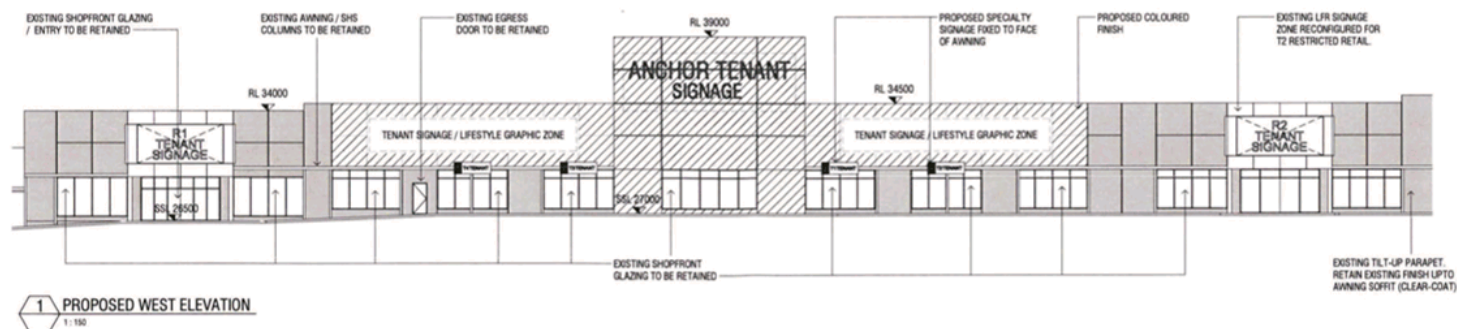 EXISTING SHOPFRONT GLAZING
/ ENTRY TO BE RETAINED
EXISTING AWNING / SHS
COLUMNS TO BE RETAINED
EXISTING EGRESS
DOOR TO BE RETAINED
RL 39000
PROPOSED SPECIALTY
SIGNAGE FIXED TO FACE
OF AWNING
PROPOSED COLOURED
FINISH
EXISTING LFR SIGNAGE
ZONE RECONFIGURED FOR
T2 RESTRICTED RETAIL.
RL 34000
ANCHOR TENANT
SIGNAGE
RL 34500
R1
TENANT
SIGNAGE
TENANT SIGNAGE / LIFESTYLE GRAPHIC ZONE
TENANT SIGNAGE / LIFESTYLE GRAPHIC ZONE
R2
TENANT
SIGNAGE
SSL 26500
SSL 27000
EXISTING SHOPFRONT
GLAZING TO BE RETAINED
EXISTING TILT-UP PARAPET.
RETAIN EXISTING FINISH UPTO
AWNING SOFFIT (CLEAR-COAT)
1 PROPOSED WEST ELEVATION
1 : 150